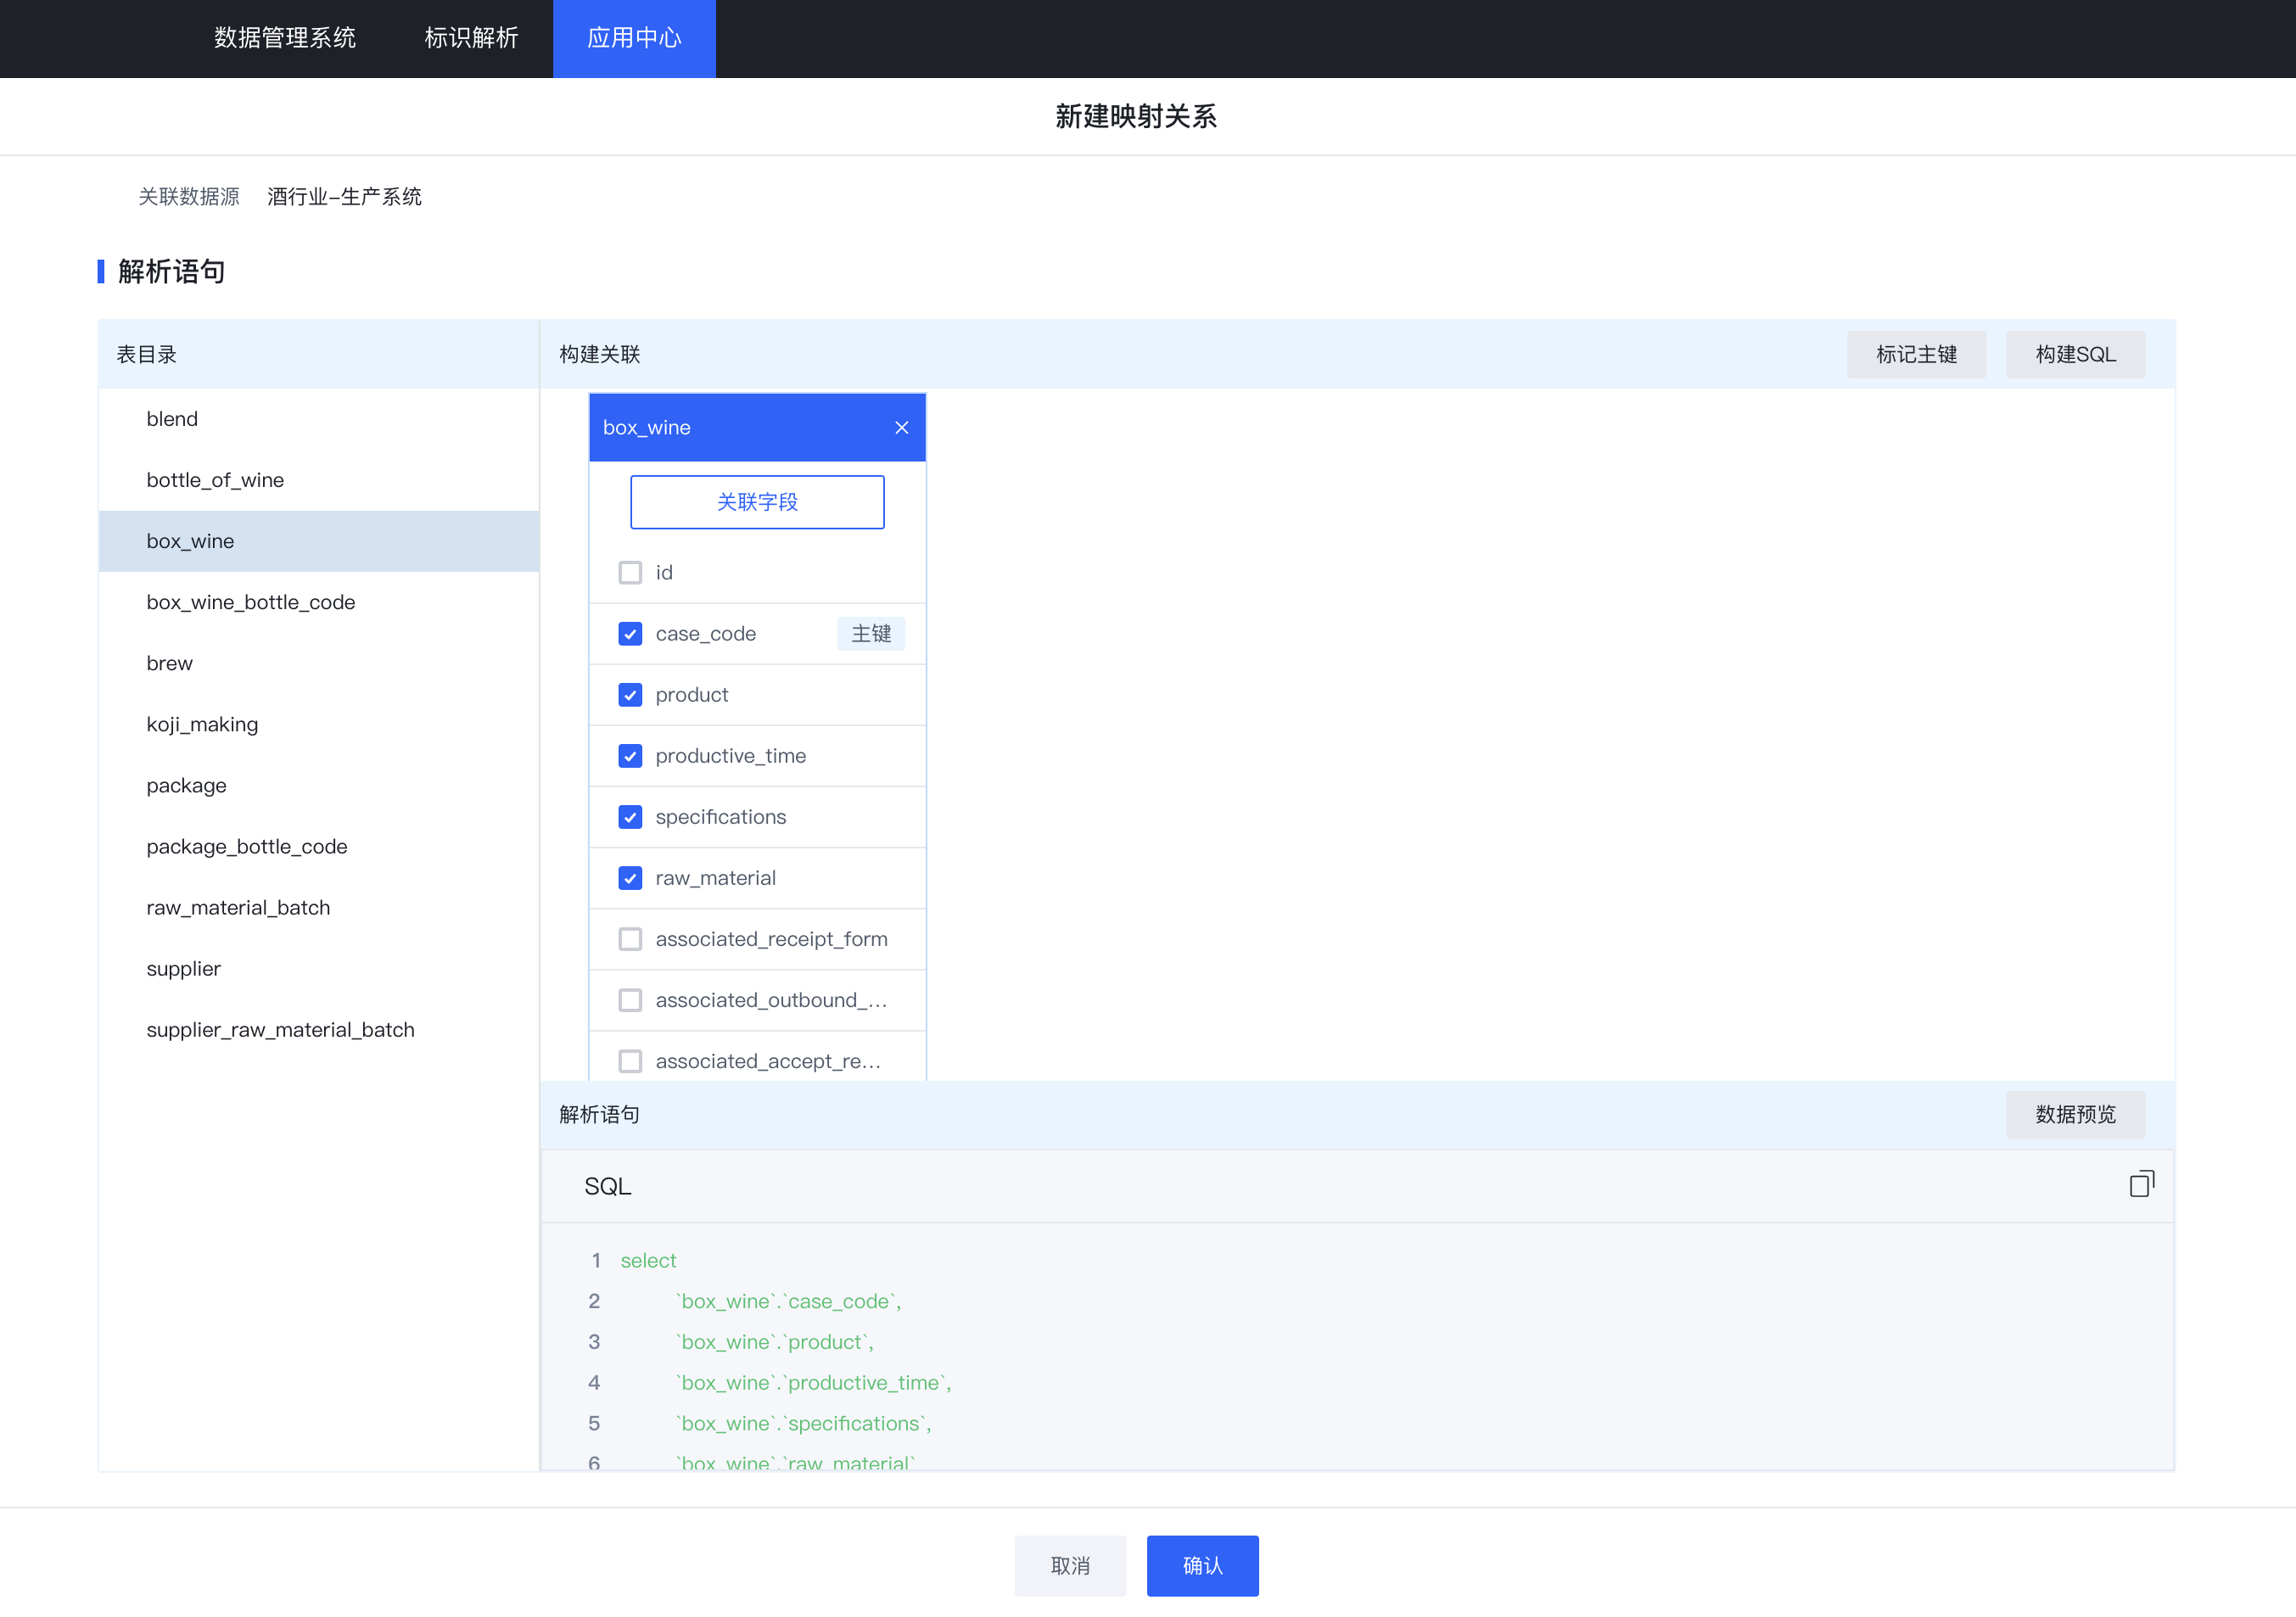 数据管理系统 标识解析 应用中心
新建映射关系
关联数据源 酒行业-生产系统
解析语句
表目录
blend
bottle_of_wine
box_wine
box_wine_bottle_code
brew
koji_making
package
package_bottle_code
raw_material_batch
supplier
supplier_raw_material_batch
构建关联 标记主键 构建SQL
box_wine
关联字段
id
case_code 主键
product
productive_time
specifications
raw_material
associated_receipt_form
associated_outbound_...
associated_accept_re...
解析语句 数据预览
SQL
1 select
2 `box_wine`.`case_code`,
3 `box_wine`.`product`,
4 `box_wine`.`productive_time`,
5 `box_wine`.`specifications`,
6 `box_wine`.`raw_material`
取消 确认